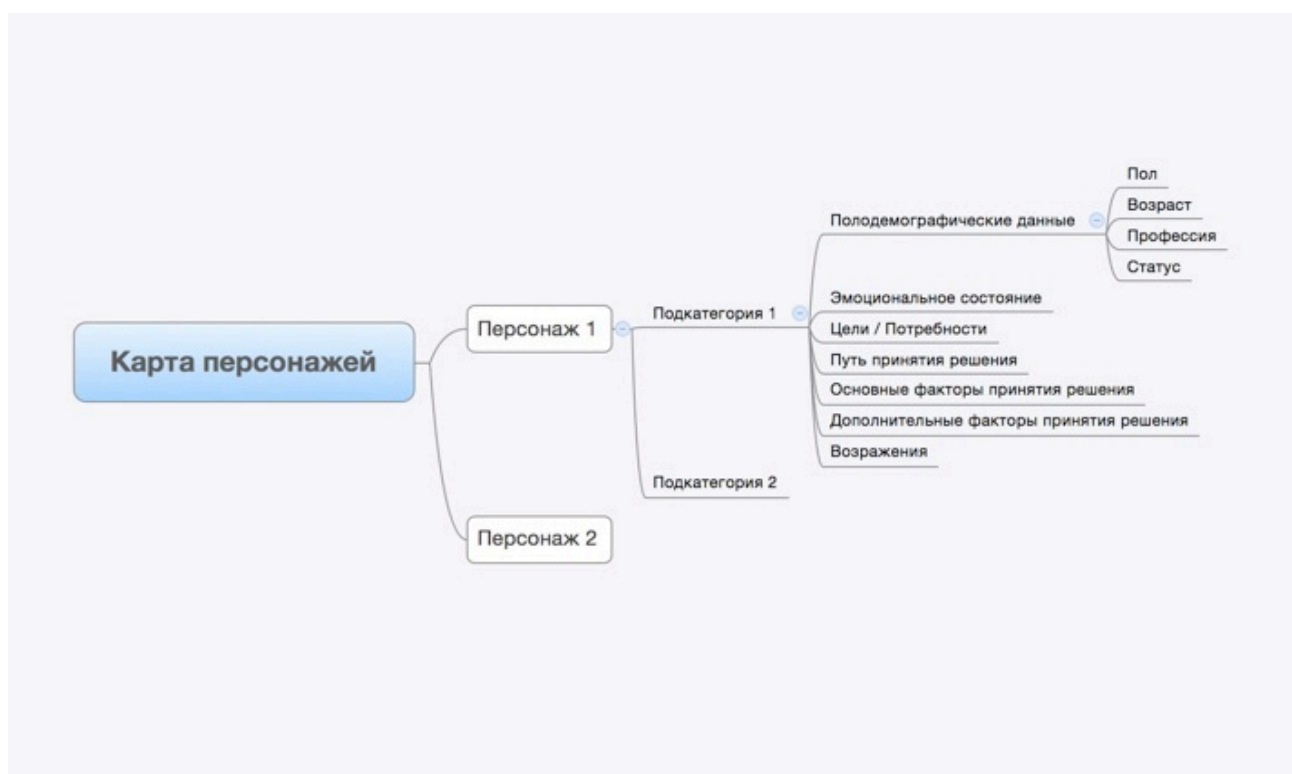 Карта персонажей
Персонаж 1
Подкатегория 1
Полодемографические данные
Пол
Возраст
Профессия
Статус
Эмоциональное состояние
Цели / Потребности
Путь принятия решения
Основные факторы принятия решения
Дополнительные факторы принятия решения
Возражения
Подкатегория 2
Персонаж 2